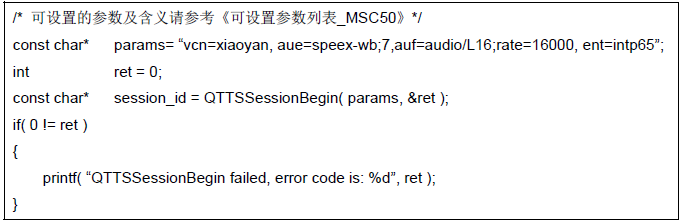 /* 可设置的参数及含义请参考《可设置参数列表_MSC50》*/
const char* params= “vcn=xiaoyan, aue=speex-wb;7,auf=audio/L16;rate=16000, ent=intp65”;
int ret = 0;
const char* session_id = QTTSSessionBegin( params, &ret );
if( 0 != ret )
{
printf( “QTTSSessionBegin failed, error code is: %d”, ret );
}